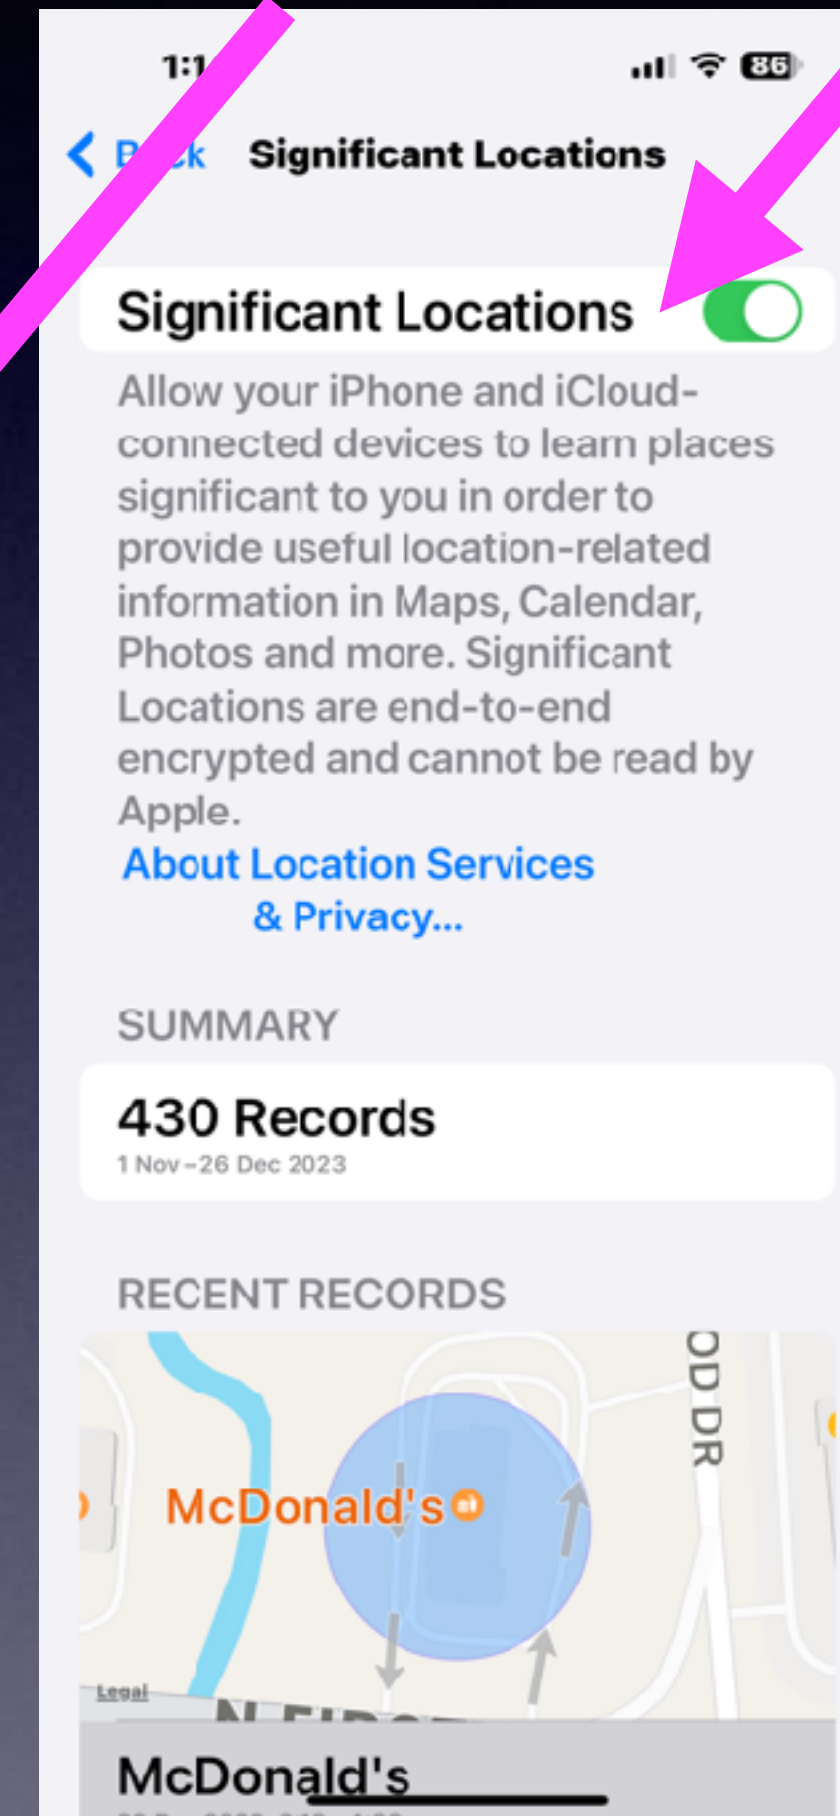 86
Significant Locations
Significant Locations
Allow your iPhone and iCloud-
connected devices to learn places
significant to you in order to
provide useful location-related
information in Maps, Calendar,
Photos and more. Significant
Locations are end-to-end
encrypted and cannot be read by
Apple.
About Location Services
& Privacy...
SUMMARY
430 Records
1 Nov–26 Dec 2023
RECENT RECORDS
OD DR
McDonald's
Legal
McDonald's